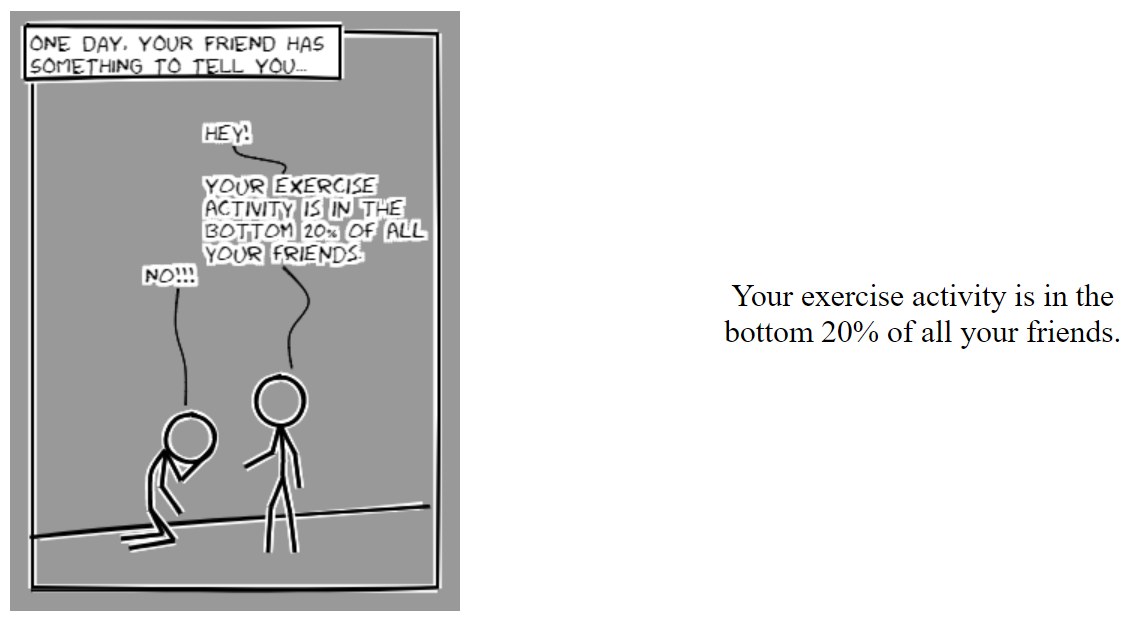 ONE DAY, YOUR FRIEND HAS
SOMETHING TO TELL YOU...
HEY!
YOUR EXERCISE
ACTIVITY IS IN THE
BOTTOM 20% OF ALL
YOUR FRIENDS.
NO!!!
Your exercise activity is in the
bottom 20% of all your friends.